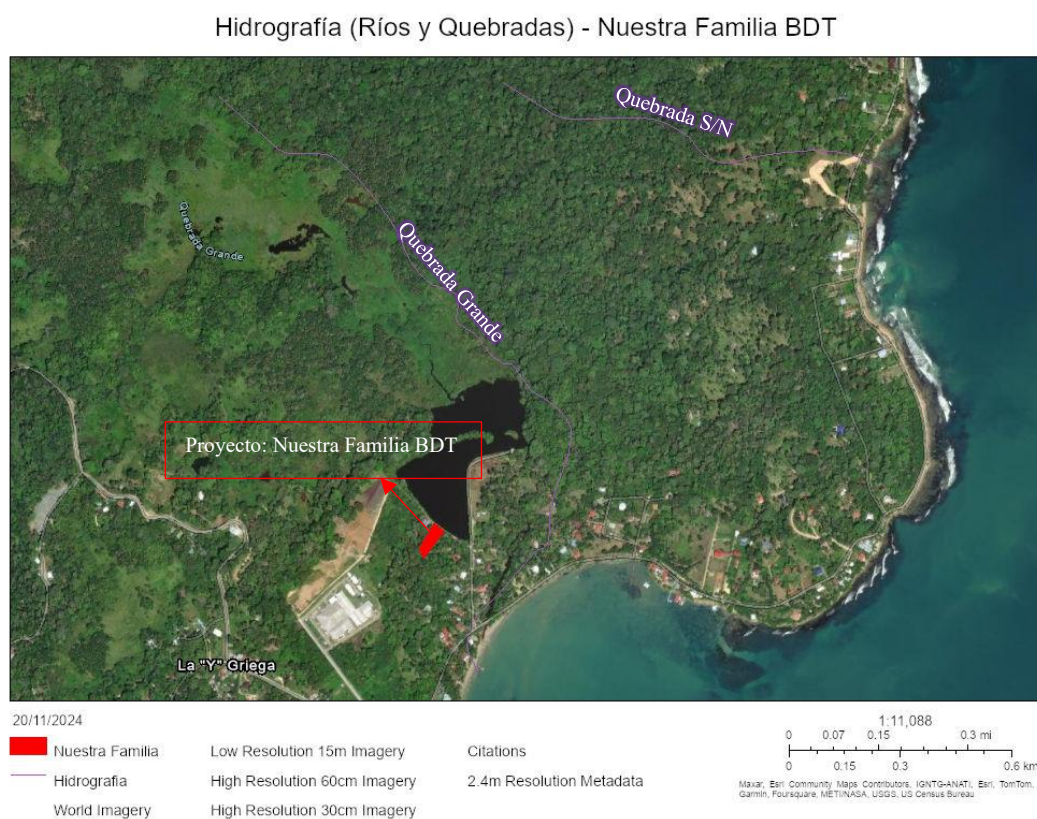 Hidrografía (Ríos y Quebradas) - Nuestra Familia BDT
Quebrada S/N
Quebrada Grande
Quebrada Grande
Proyecto: Nuestra Familia BDT
La "Y" Griega
20/11/2024
Nuestra Familia
Hidrografia
World Imagery
Low Resolution 15m Imagery
High Resolution 60cm Imagery
High Resolution 30cm Imagery
Citations
2.4m Resolution Metadata
1:11,088
0 0.07 0.15 0.3 mi
0 0.15 0.3 0.6 km
Maxar, Esri Community Maps Contributors, IGNTG-ANATI, Esri, TomTom,
Garmin, Foursquare, METI/NASA, USGS, US Census Bureau